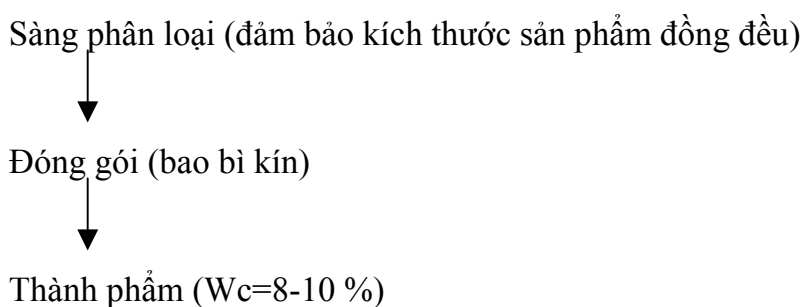 Sàng phân loại (đảm bảo kích thước sản phẩm đồng đều)
Đóng gói (bao bì kín)
Thành phẩm (Wc=8-10 %)